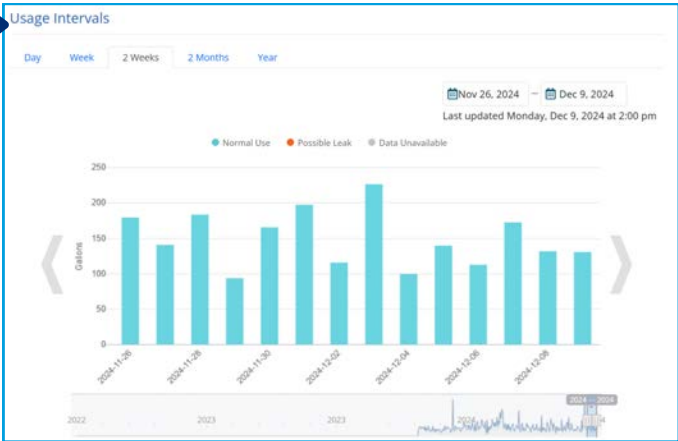 Usage Intervals
Day Week 2 Weeks 2 Months Year
Nov 26, 2024 – Dec 9, 2024
Last updated Monday, Dec 9, 2024 at 2:00 pm
Normal Use Possible Leak Data Unavailable
250
200
150
100
50
0
Gallons
2024-11-26 2024-11-28 2024-11-30 2024-12-02 2024-12-04 2024-12-06 2024-12-08
2024 2024
2022 2023 2023 2024 4